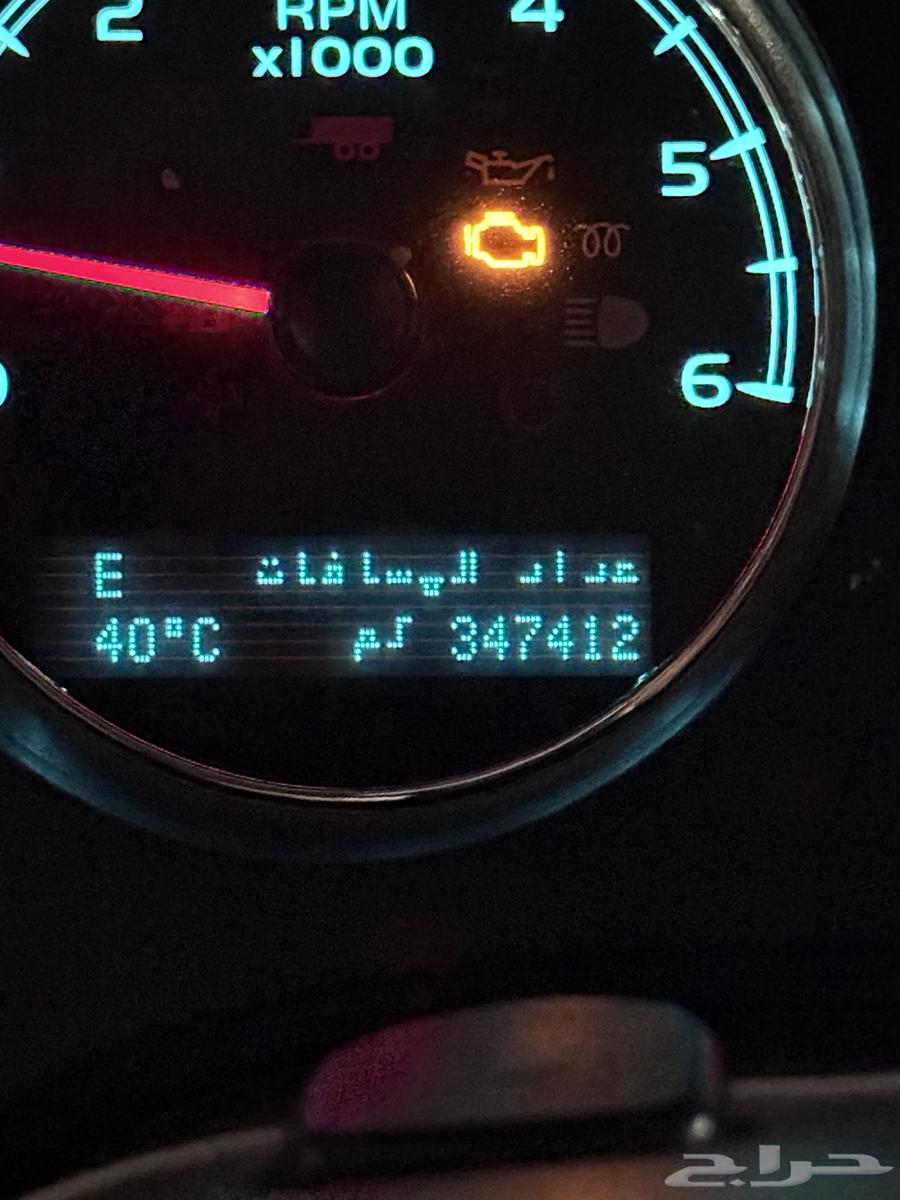 2
RPM
4
x1000
5
6
E
عداد المسافات
40°C
347412 كم
حراج